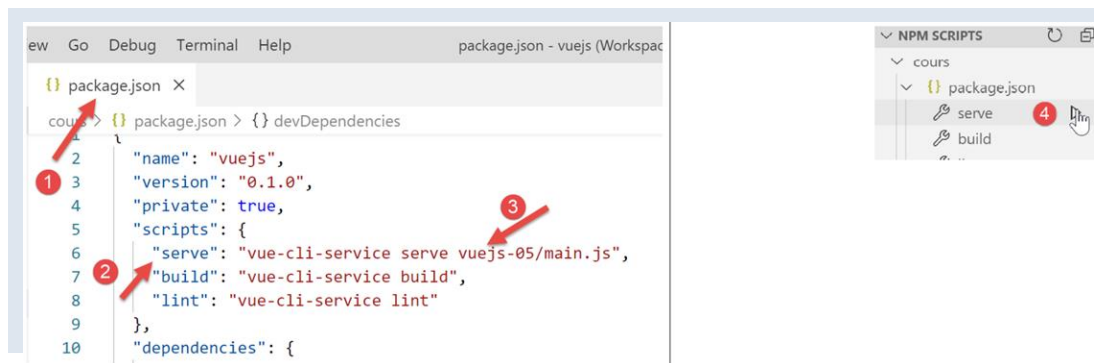 ew Go Debug Terminal Help package.json - vuejs (Workspac
{} package.json ×
cours > {} package.json > {} devDependencies
1 {
2 "name": "vuejs",
1 3 "version": "0.1.0",
4 "private": true,
3
5 "scripts": {
6 "serve": "vue-cli-service serve vuejs-05/main.js",
2
7 "build": "vue-cli-service build",
8 "lint": "vue-cli-service lint"
9 },
10 "dependencies": {
NPM SCRIPTS
cours
{} package.json
serve 4
build